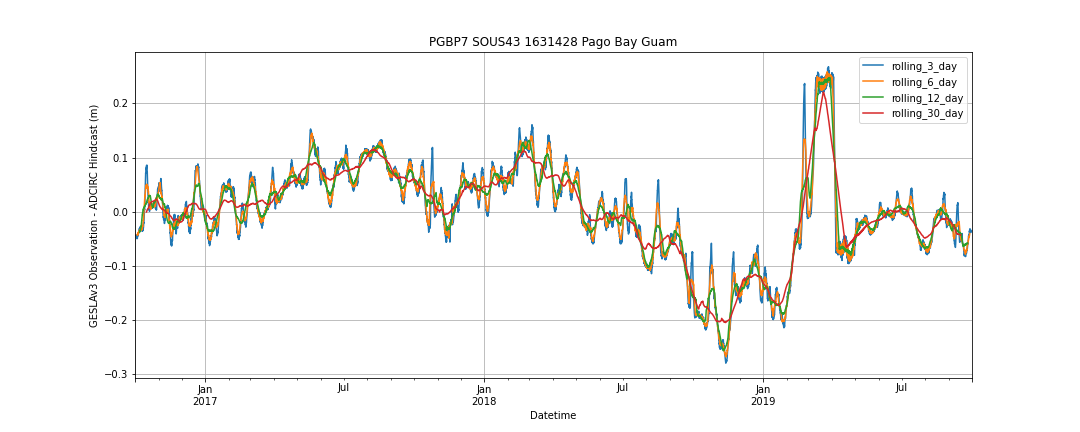 PGBP7 SOUS43 1631428 Pago Bay Guam
GESLAv3 Observation - ADCIRC Hindcast (m)
0.2
0.1
0.0
−0.1
−0.2
−0.3
rolling_3_day
rolling_6_day
rolling_12_day
rolling_30_day
Jan
2017
Jul
Jan
2018
Jul
Jan
2019
Jul
Datetime